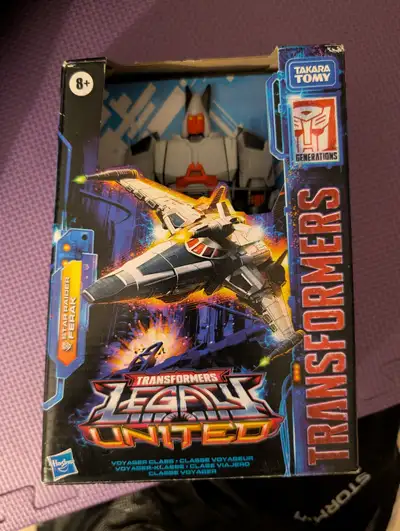 8+
TAKARA
TOMY
GENERATIONS
TRANSFORMERS
STAR RAIDER
FERAK
TRANSFORMERS
LEGACY
UNITED
Hasbro
VOYAGER CLASS • CLASSE VOYAGEUR
VOYAGER-KLASSE • CLASE VIAJERO
CLASSE VOYAGER